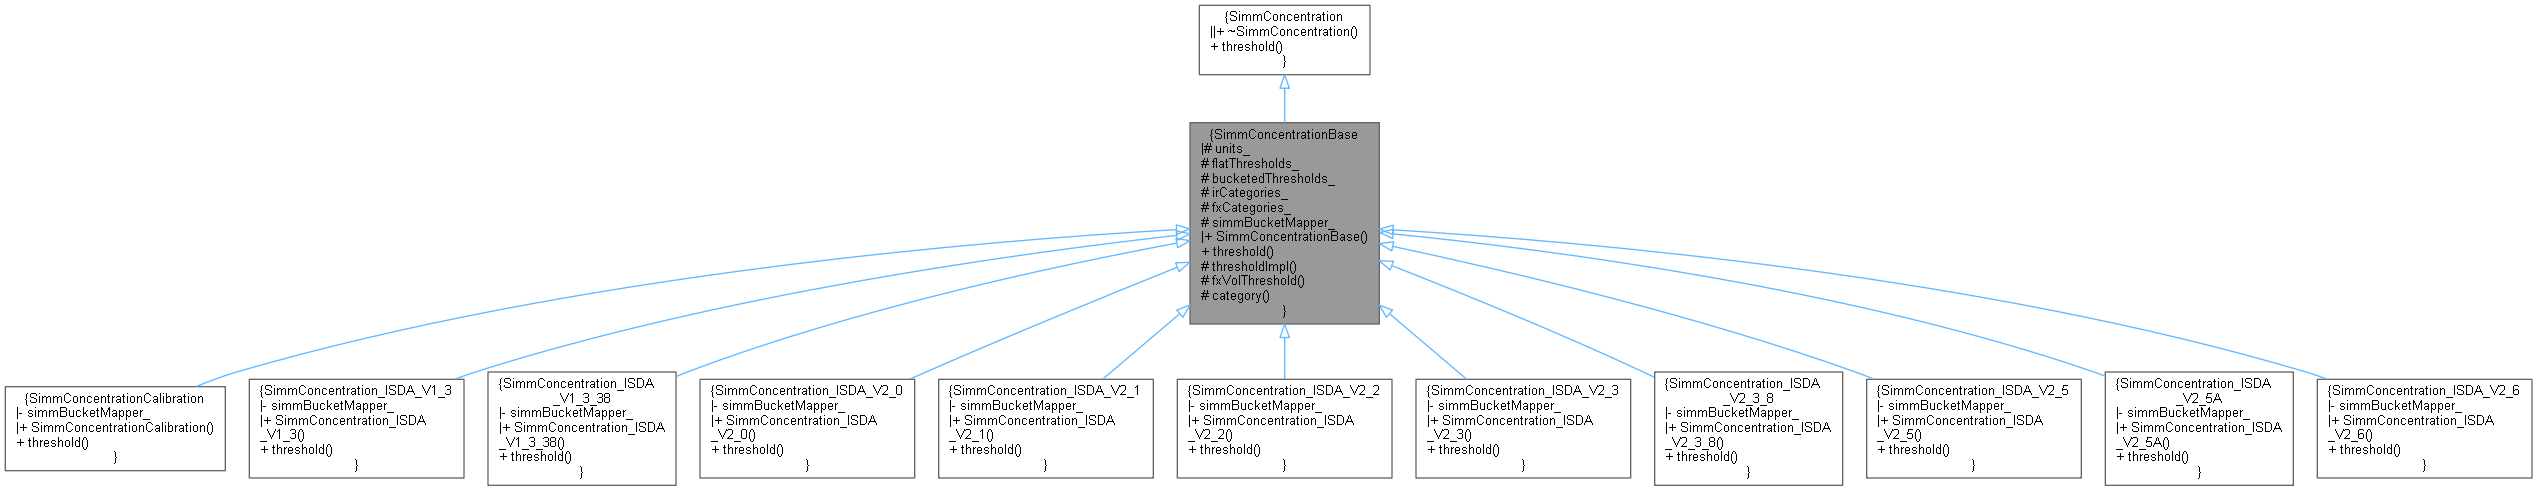 {SimmConcentration
||+ ~SimmConcentration()
+ threshold()
}
{SimmConcentrationBase
|# units_
# flatThresholds_
# bucketedThresholds_
# irCategories_
# fxCategories_
# simmBucketMapper_
|+ SimmConcentrationBase()
+ threshold()
# thresholdImpl()
# fxVolThreshold()
# category()
}
{SimmConcentrationCalibration
|- simmBucketMapper_
|+ SimmConcentrationCalibration()
+ threshold()
}
{SimmConcentration_ISDA_V1_3
|- simmBucketMapper_
|+ SimmConcentration_ISDA
_V1_3()
+ threshold()
}
{SimmConcentration_ISDA
_V1_3_38
|- simmBucketMapper_
|+ SimmConcentration_ISDA
_V1_3_38()
+ threshold()
}
{SimmConcentration_ISDA_V2_0
|- simmBucketMapper_
|+ SimmConcentration_ISDA
_V2_0()
+ threshold()
}
{SimmConcentration_ISDA_V2_1
|- simmBucketMapper_
|+ SimmConcentration_ISDA
_V2_1()
+ threshold()
}
{SimmConcentration_ISDA_V2_2
|- simmBucketMapper_
|+ SimmConcentration_ISDA
_V2_2()
+ threshold()
}
{SimmConcentration_ISDA_V2_3
|- simmBucketMapper_
|+ SimmConcentration_ISDA
_V2_3()
+ threshold()
}
{SimmConcentration_ISDA
_V2_3_8
|- simmBucketMapper_
|+ SimmConcentration_ISDA
_V2_3_8()
+ threshold()
}
{SimmConcentration_ISDA_V2_5
|- simmBucketMapper_
|+ SimmConcentration_ISDA
_V2_5()
+ threshold()
}
{SimmConcentration_ISDA
_V2_5A
|- simmBucketMapper_
|+ SimmConcentration_ISDA
_V2_5A()
+ threshold()
}
{SimmConcentration_ISDA_V2_6
|- simmBucketMapper_
|+ SimmConcentration_ISDA
_V2_6()
+ threshold()
}